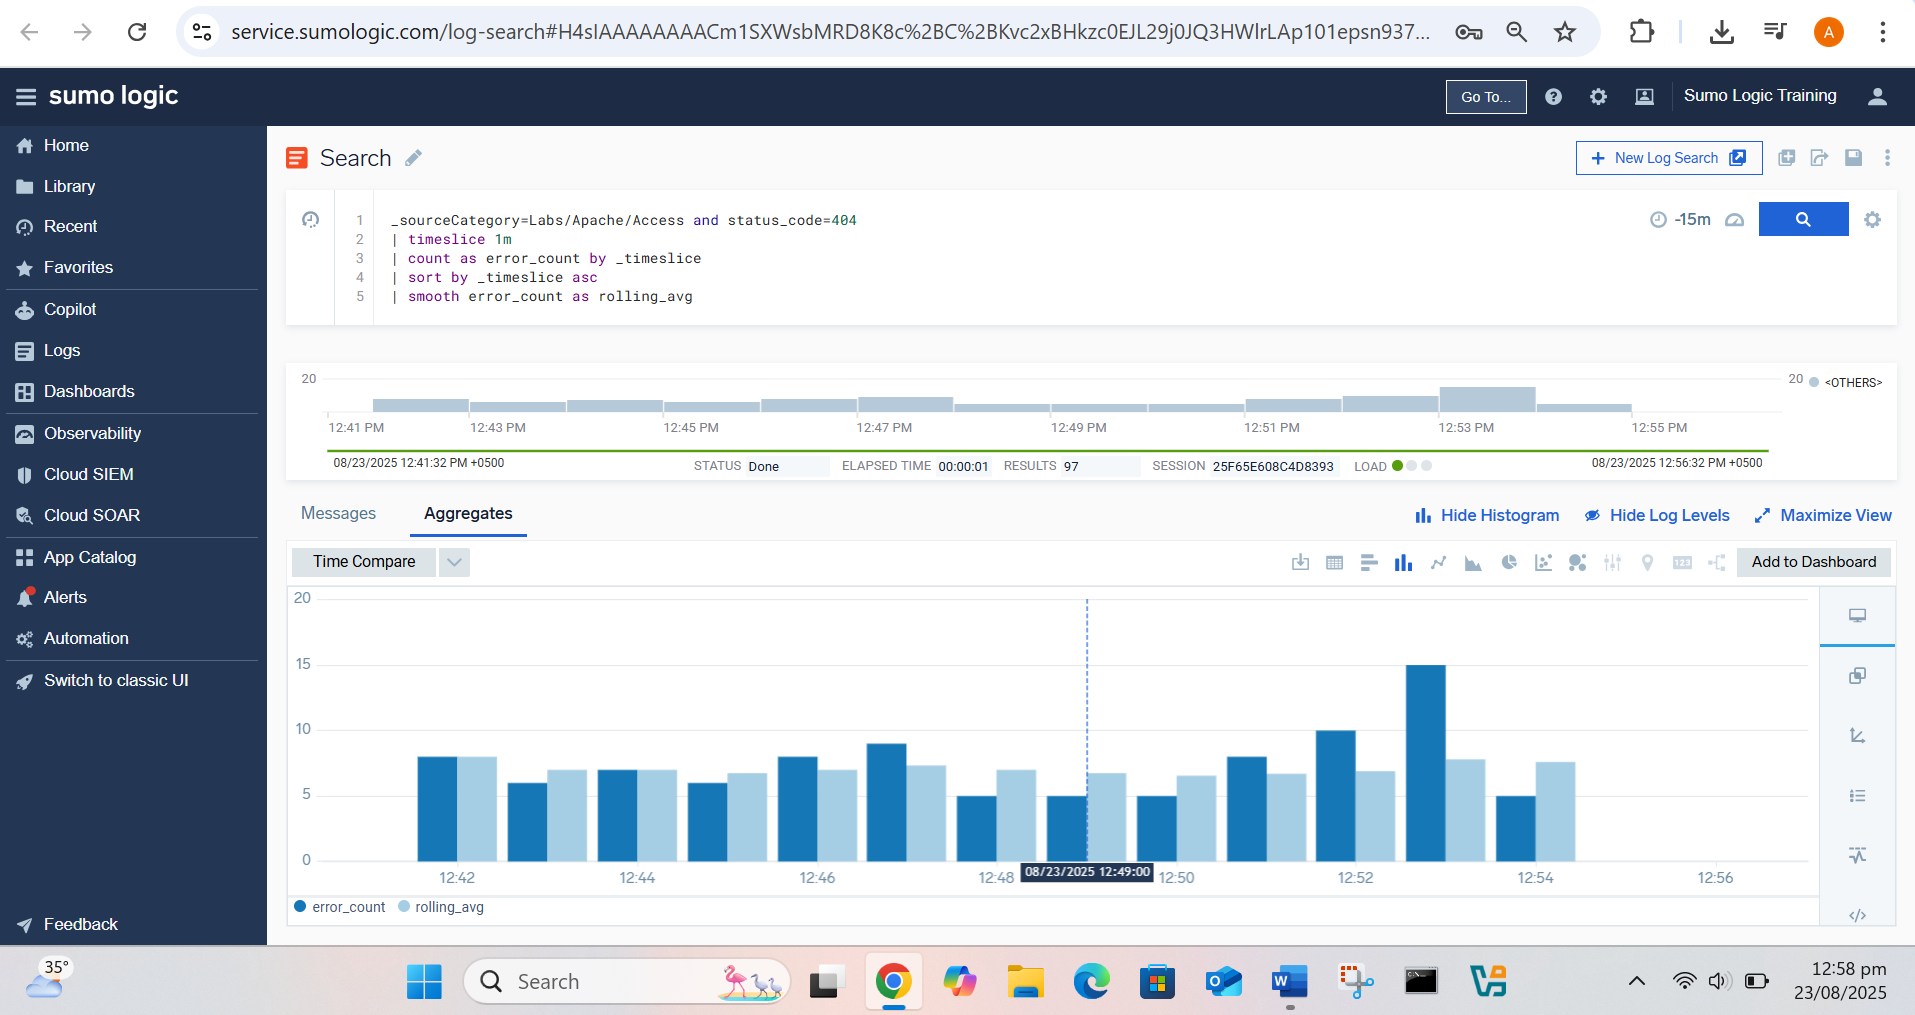 service.sumologic.com/log-search#H4sIAAAAAAAACm1SXWsbMRD8K8c%2BC%2BKvc2xBHkzc0EJL29j0JQ3HWlrLAp101epsn937...
A
sumo logic
Go To...
Sumo Logic Training
Home
Library
Recent
Favorites
Copilot
Logs
Dashboards
Observability
Cloud SIEM
Cloud SOAR
App Catalog
Alerts
Automation
Switch to classic UI
Feedback
Search
+ New Log Search
1 _sourceCategory=Labs/Apache/Access and status_code=404
2 | timeslice 1m
3 | count as error_count by _timeslice
4 | sort by _timeslice asc
5 | smooth error_count as rolling_avg
-15m
20
20 <OTHERS>
12:41 PM 12:43 PM 12:45 PM 12:47 PM 12:49 PM 12:51 PM 12:53 PM 12:55 PM
08/23/2025 12:41:32 PM +0500 STATUS Done ELAPSED TIME 00:00:01 RESULTS 97 SESSION 25F65E608C4D8393 LOAD 08/23/2025 12:56:32 PM +0500
Messages Aggregates Hide Histogram Hide Log Levels Maximize View
Time Compare 123 Add to Dashboard
20
15
10
5
0
12:42 12:44 12:46 12:48 08/23/2025 12:49:00 12:50 12:52 12:54 12:56
error_count rolling_avg
35°
Search
12:58 pm
23/08/2025